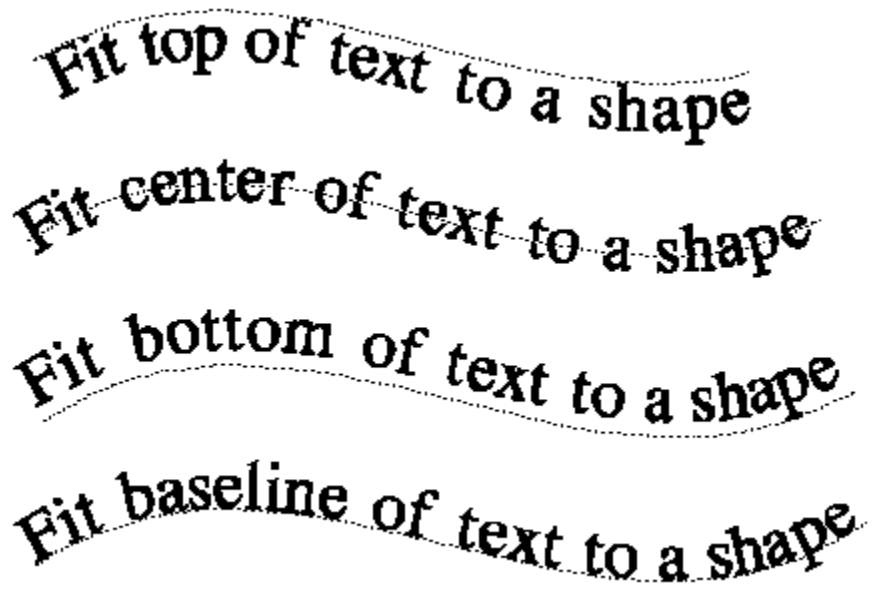 Fit top of text to a shape
Fit center of text to a shape
Fit bottom of text to a shape
Fit baseline of text to a shape